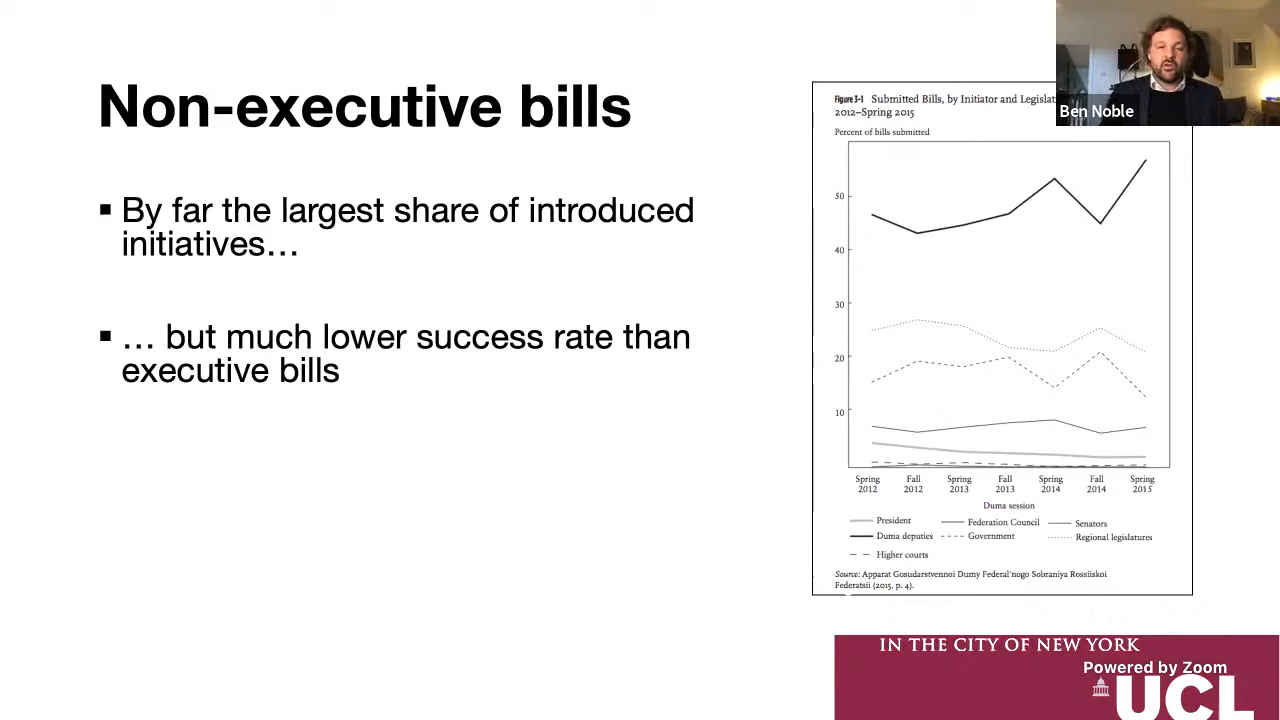 Non-executive bills
▪ By far the largest share of introduced
initiatives…
▪ … but much lower success rate than
executive bills
Figure 3-1 Submitted Bills, by Initiator and
2012–Spring 2015
Percent of bills submitted
50
40
30
20
10
Spring 2012
Fall 2012
Spring 2013
Fall 2013
Spring 2014
Fall 2014
Spring 2015
Duma session
President
Federation Council
Senators
Duma deputies
Government
Regional legislatures
Higher courts
Source: Apparat Gosudarstvennoi Dumy Federal'nogo Sobraniya Rossiiskoi
Federatsii (2015, p. 4).
Ben Noble
IN THE CITY OF NEW YORK
Powered by Zoom
UCL